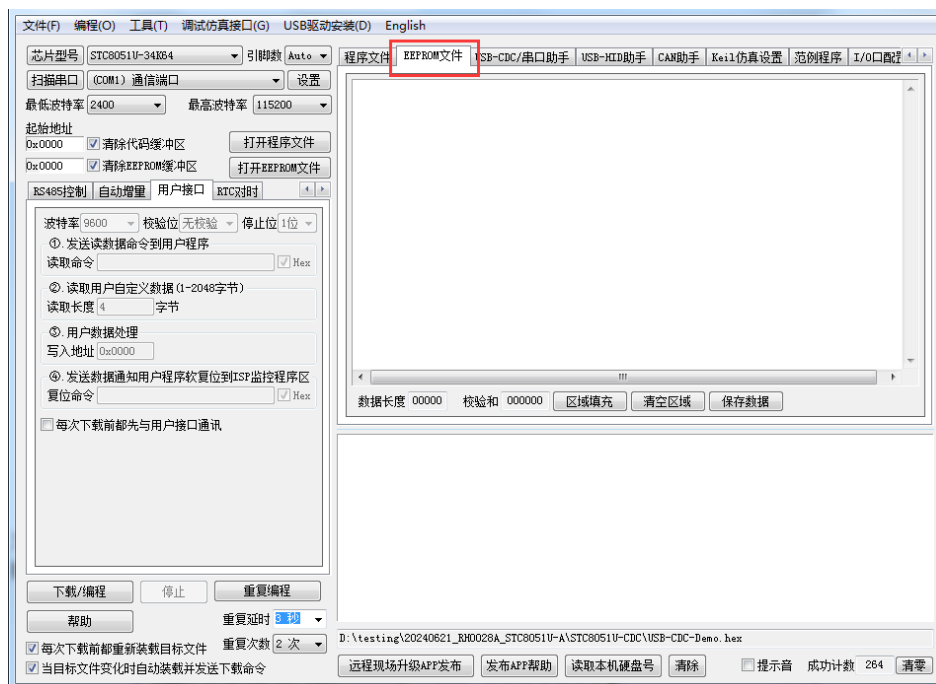 文件(F) 编程(O) 工具(T) 调试仿真接口(G) USB驱动安装(D) English
芯片型号 STC8051U-34K64 引脚数 Auto
扫描串口 (COM1) 通信端口 设置
最低波特率 2400 最高波特率 115200
起始地址
0x0000 清除代码缓冲区 打开程序文件
0x0000 清除EEPROM缓冲区 打开EEPROM文件
RS485控制 自动增量 用户接口 RTC对时
波特率 9600 校验位 无校验 停止位 1位
①.发送读数据命令到用户程序
读取命令 Hex
②.读取用户自定义数据(1-2048字节)
读取长度 4 字节
③.用户数据处理
写入地址 0x0000
④.发送数据通知用户程序软复位到ISP监控程序区
复位命令 Hex
每次下载前都先与用户接口通讯
下载/编程 停止 重复编程
帮助 重复延时 3 秒
每次下载前都重新装载目标文件 重复次数 2 次
当目标文件变化时自动装载并发送下载命令
程序文件 EEPROM文件 USB-CDC/串口助手 USB-HID助手 CAN助手 Keil仿真设置 范例程序 I/O口配
数据长度 00000 校验和 000000 区域填充 清空区域 保存数据
D:\testing\20240621_RH0028A_STC8051U-A\STC8051U-CDC\USB-CDC-Demo.hex
远程现场升级APP发布 发布APP帮助 读取本机硬盘号 清除 提示音 成功计数 264 清零